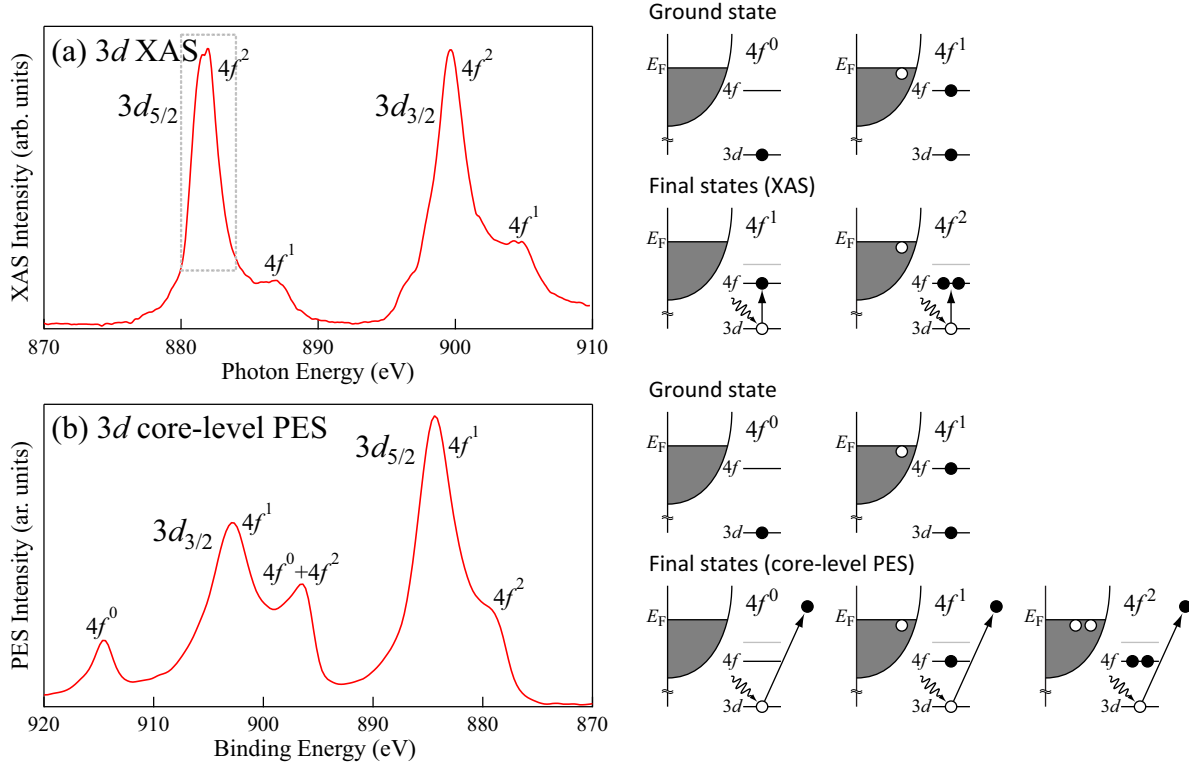 (a) 3d XAS
3d5/2
4f²
4f¹
3d3/2
4f²
4f¹
XAS Intensity (arb. units)
870 880 890 900 910
Photon Energy (eV)
Ground state
4f⁰
EF
4f
3d
4f¹
EF
4f
3d
Final states (XAS)
4f¹
EF
4f
3d
4f²
EF
4f
3d
(b) 3d core-level PES
4f⁰
3d3/2
4f¹
4f⁰+4f²
3d5/2
4f¹
4f²
PES Intensity (ar. units)
920 910 900 890 880 870
Binding Energy (eV)
Ground state
4f⁰
EF
4f
3d
4f¹
EF
4f
3d
Final states (core-level PES)
4f⁰
EF
4f
3d
4f¹
EF
4f
3d
4f²
EF
4f
3d